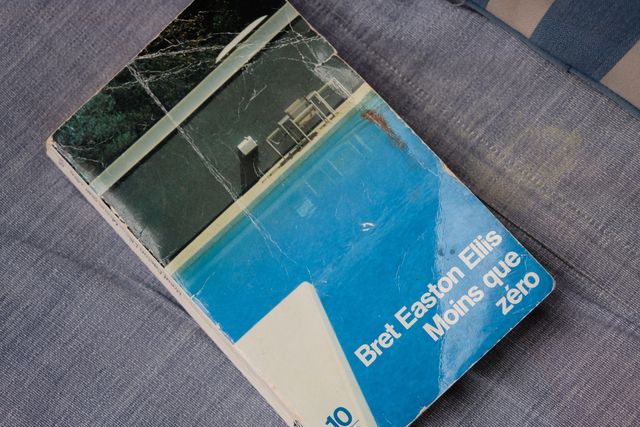 Bret Easton Ellis
Moins que
zéro
10